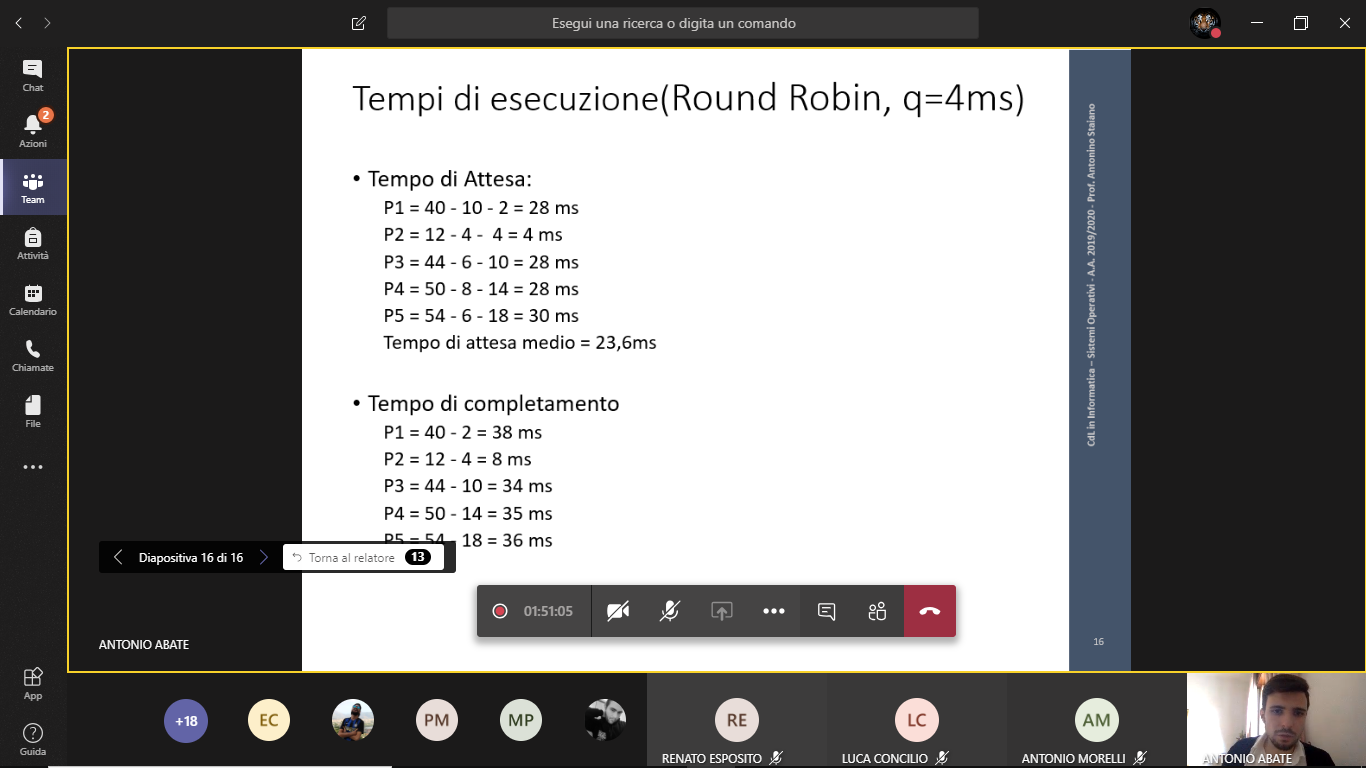 Esegui una ricerca o digita un comando
Chat
2
Azioni
Team
Attività
Calendario
Chiamate
File
App
Guida
Tempi di esecuzione(Round Robin, q=4ms)
• Tempo di Attesa:
P1 = 40 - 10 - 2 = 28 ms
P2 = 12 - 4 -  4 = 4 ms
P3 = 44 - 6 - 10 = 28 ms
P4 = 50 - 8 - 14 = 28 ms
P5 = 54 - 6 - 18 = 30 ms
Tempo di attesa medio = 23,6ms
• Tempo di completamento
P1 = 40 - 2 = 38 ms
P2 = 12 - 4 = 8 ms
P3 = 44 - 10 = 34 ms
P4 = 50 - 14 = 35 ms
P5 = 54 - 18 = 36 ms
CdL in Informatica – Sistemi Operativi - A.A. 2019/2020 - Prof. Antonino Staiano
16
Diapositiva 16 di 16
Torna al relatore 13
01:51:05
ANTONIO ABATE
+18
EC
PM
MP
RE
RENATO ESPOSITO
LC
LUCA CONCILIO
AM
ANTONIO MORELLI
ANTONIO ABATE